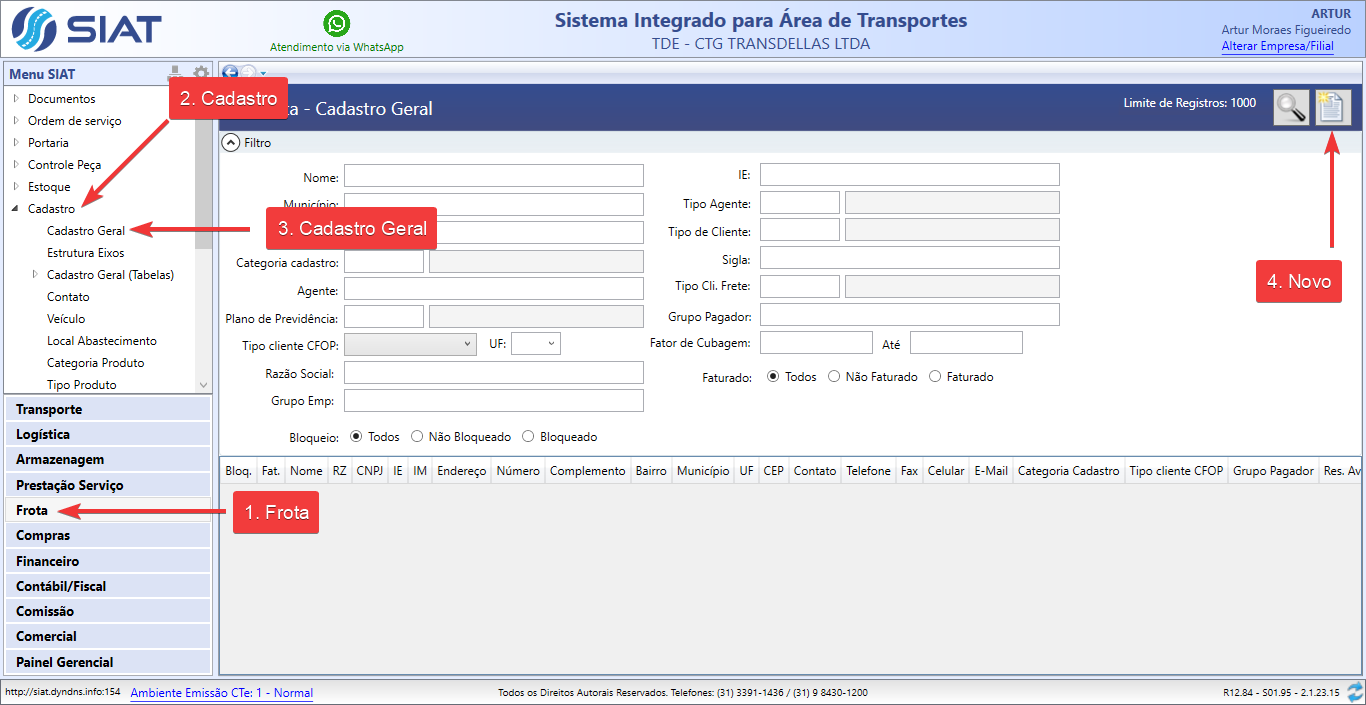 SIAT
Atendimento via WhatsApp
Sistema Integrado para Área de Transportes
TDE - CTG TRANSDELLAS LTDA
ARTUR
Artur Moraes Figueiredo
Alterar Empresa/Filial
Menu SIAT
2. Cadastro
Documentos
Ordem de serviço
Portaria
Controle Peça
Estoque
Cadastro
Cadastro Geral
Estrutura Eixos
Cadastro Geral (Tabelas)
Contato
Veículo
Local Abastecimento
Categoria Produto
Tipo Produto
Transporte
Logística
Armazenagem
Prestação Serviço
Frota
Compras
Financeiro
Contábil/Fiscal
Comissão
Comercial
Painel Gerencial
1. Frota
3. Cadastro Geral
4. Novo
ta - Cadastro Geral
Limite de Registros: 1000
Filtro
Nome:
Município:
Categoria cadastro:
Agente:
Plano de Previdência:
Tipo cliente CFOP:
UF:
Razão Social:
Grupo Emp:
Bloqueio: Todos Não Bloqueado Bloqueado
IE:
Tipo Agente:
Tipo de Cliente:
Sigla:
Tipo Cli. Frete:
Grupo Pagador:
Fator de Cubagem: Até
Faturado: Todos Não Faturado Faturado
Bloq. Fat. Nome RZ CNPJ IE IM Endereço Número Complemento Bairro Município UF CEP Contato Telefone Fax Celular E-Mail Categoria Cadastro Tipo cliente CFOP Grupo Pagador Res. Av
http://siat.dyndns.info:154
Ambiente Emissão CTe: 1 - Normal
Todos os Direitos Autorais Reservados. Telefones: (31) 3391-1436 / (31) 9 8430-1200
R12.84 - S01.95 - 2.1.23.15